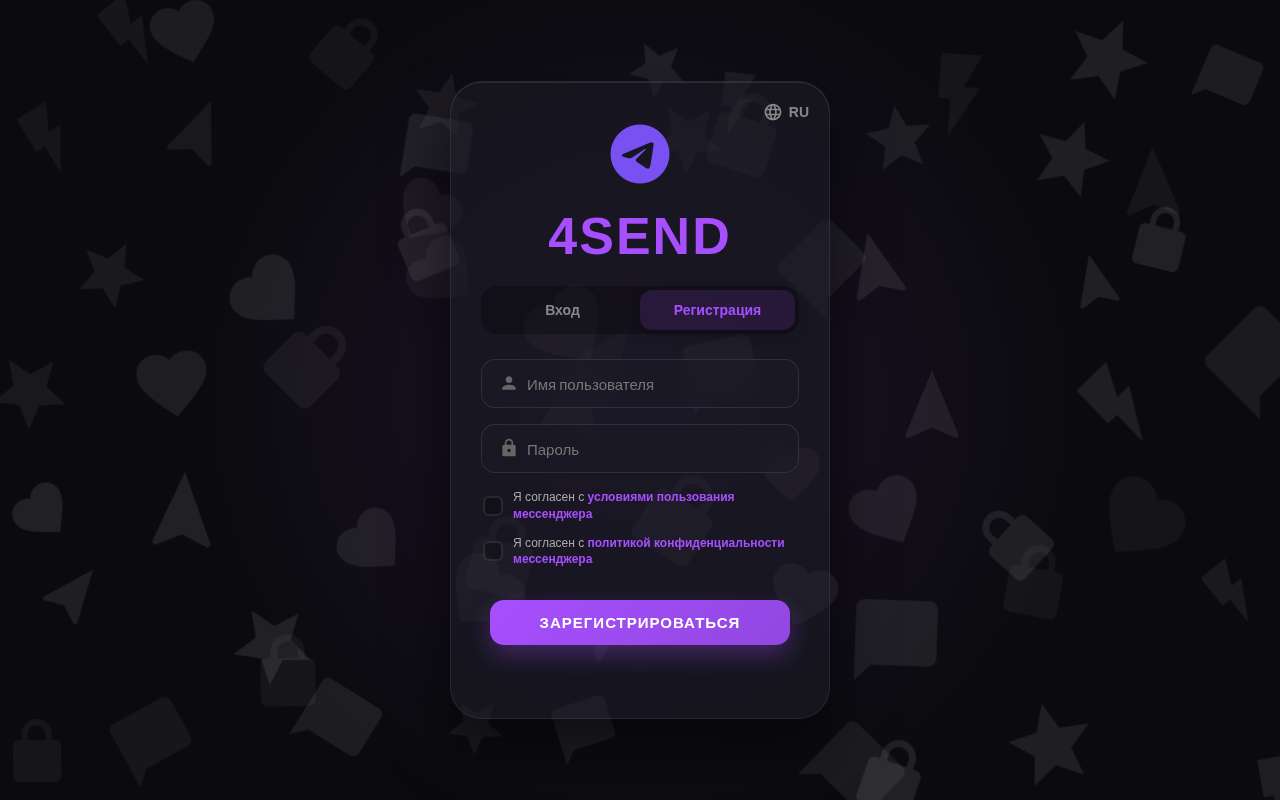 RU
4SEND
Вход
Регистрация
Имя пользователя
Пароль
Я согласен с условиями пользования
мессенджера
Я согласен с политикой конфиденциальности
мессенджера
ЗАРЕГИСТРИРОВАТЬСЯ